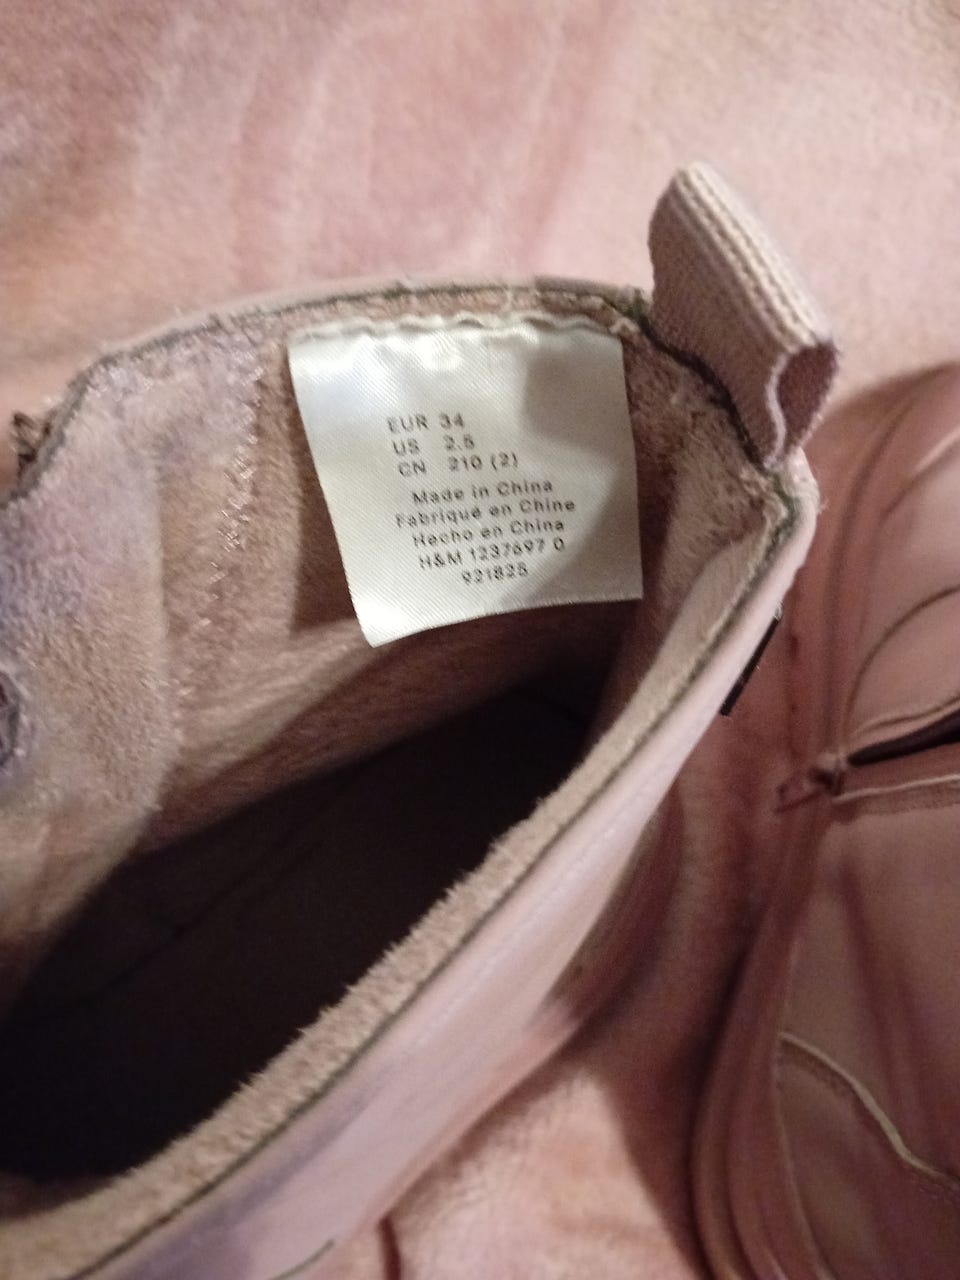 EUR 34
US 2.5
CN 210 (2)
Made in China
Fabriqué en Chine
Hecho en China
H&M 1237697 0
921825